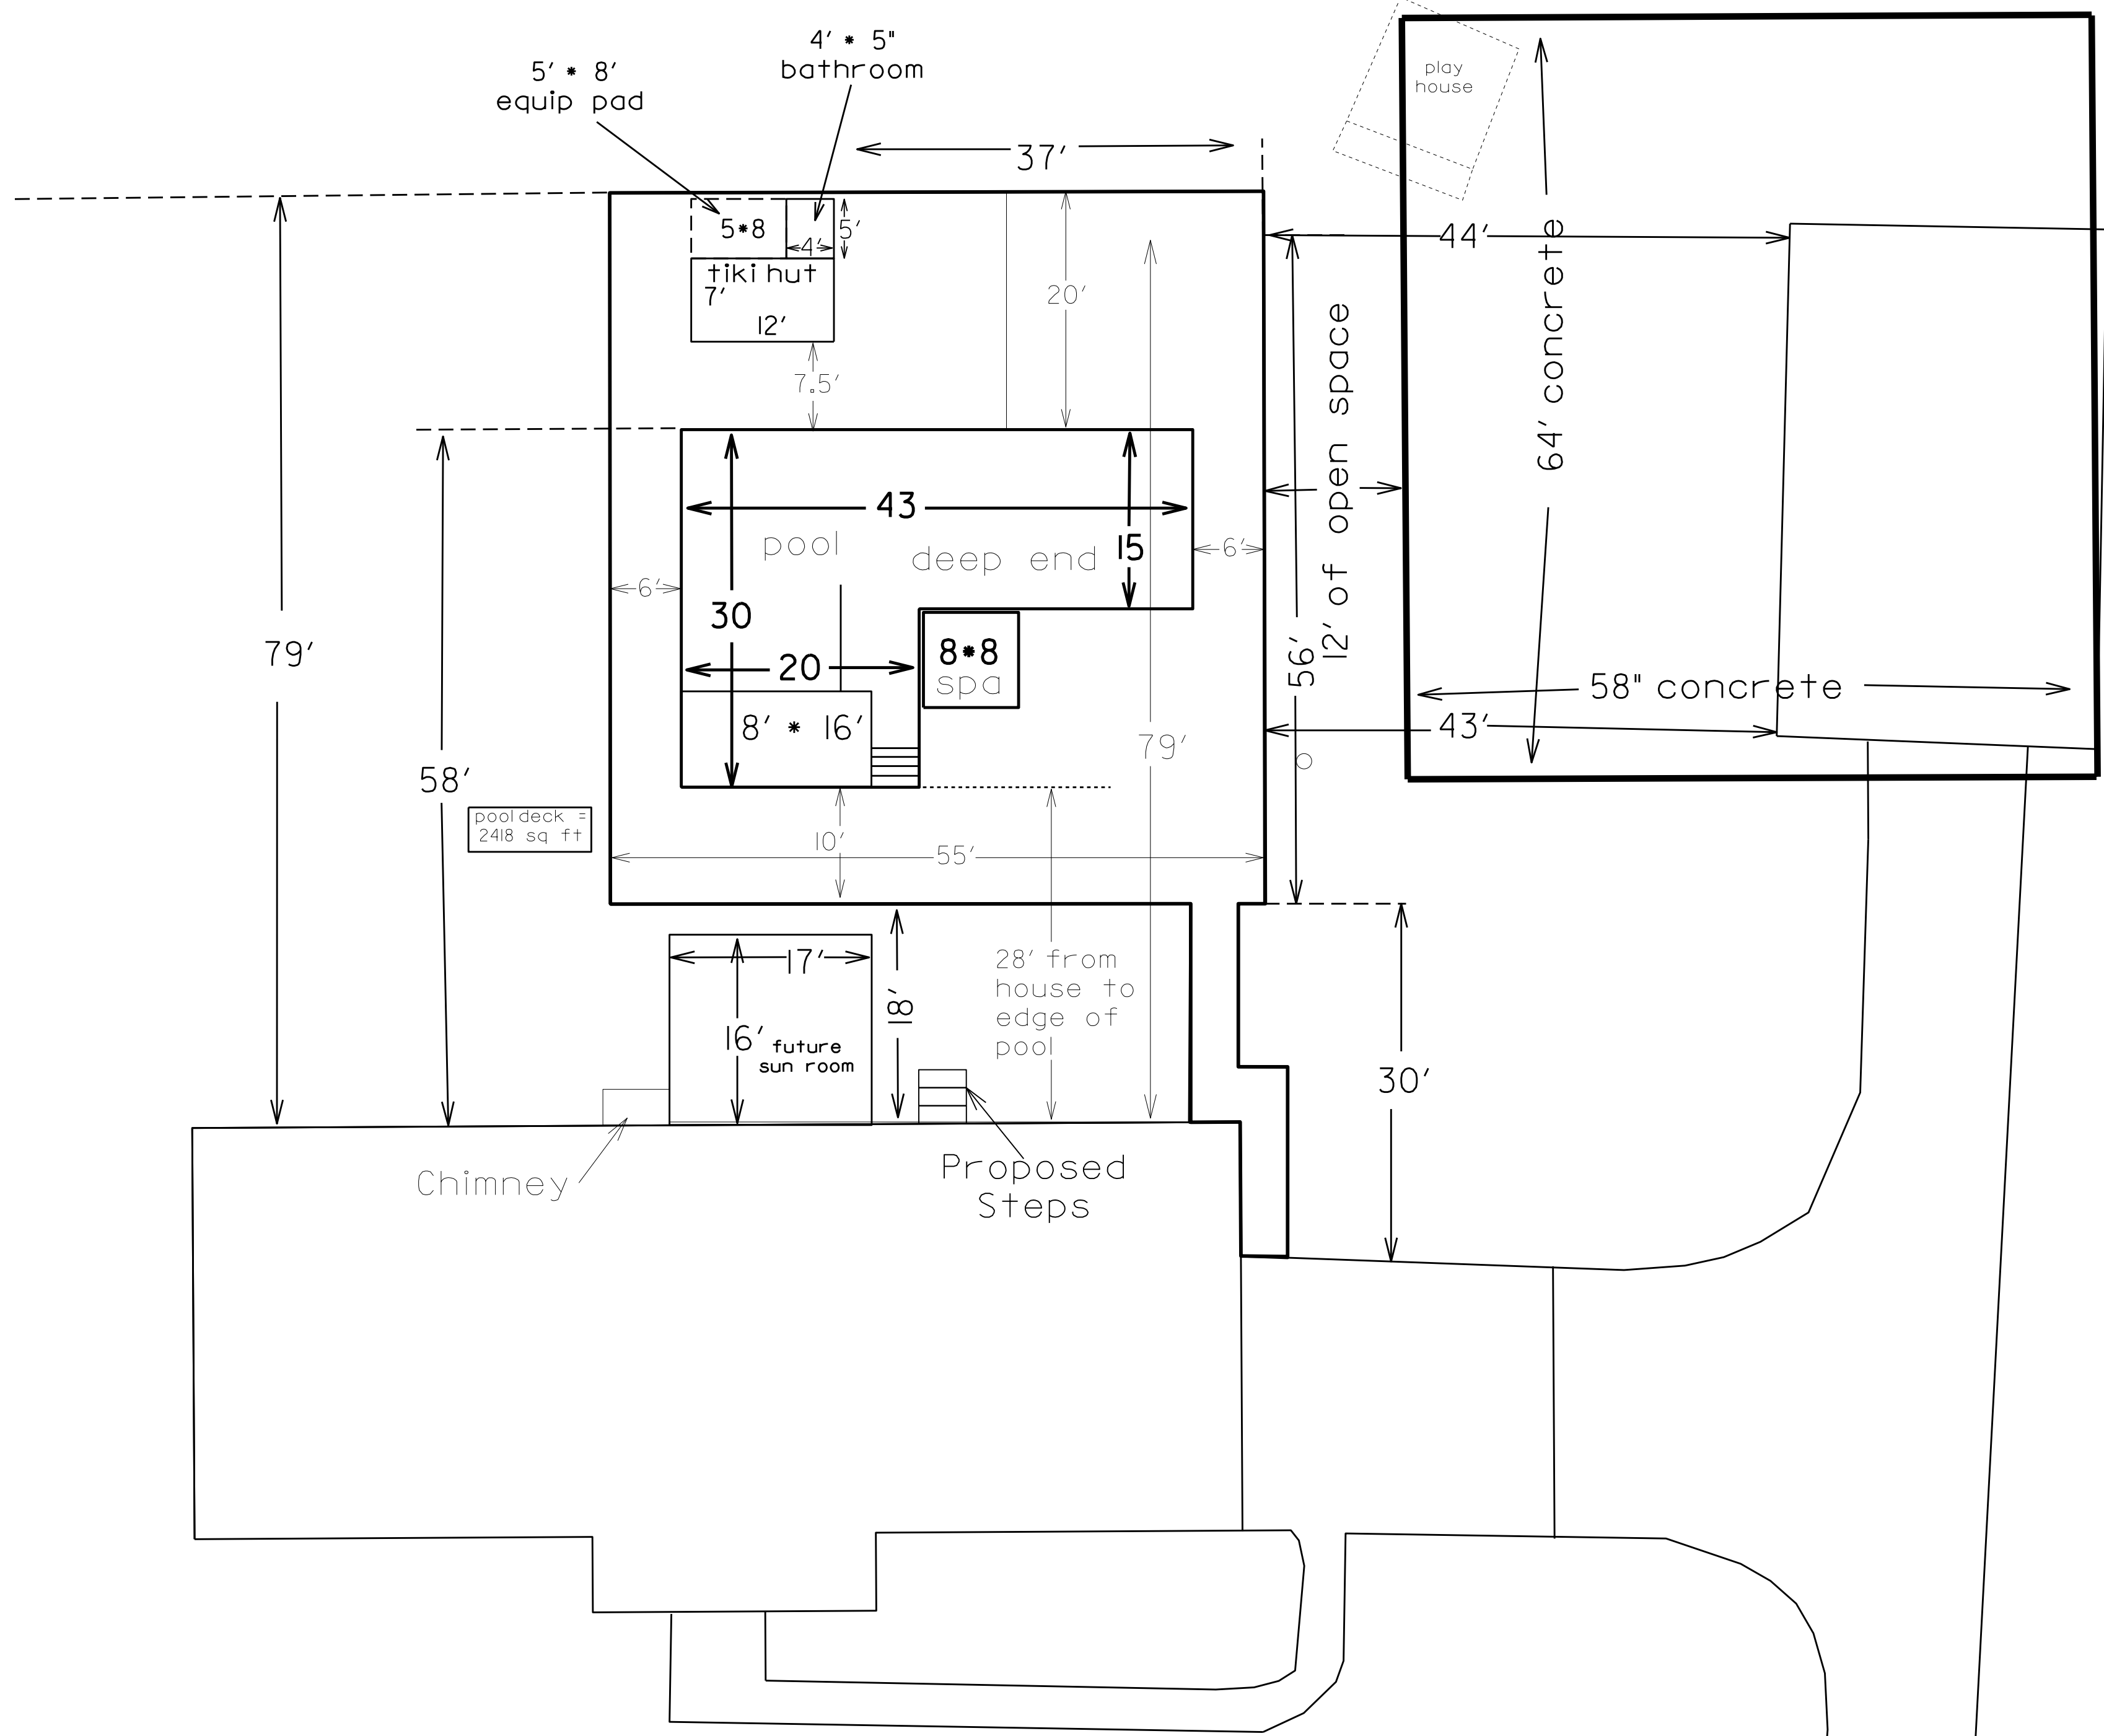 4' * 5"
bathroom
5' * 8'
equip pad
play
house
37'
5*8
4'
5'
tiki hut
7'
12'
44'
20'
7.5'
64' concrete
12' of open space
43
pool
deep end
15
6'
6'
30
20
8*8
spa
79'
56'
58" concrete
8' * 16'
43'
79'
58'
pool deck =
2418 sq ft
10'
55'
17'
18'
28' from
house to
edge of
pool
16'
future
sun room
30'
Chimney
Proposed
Steps